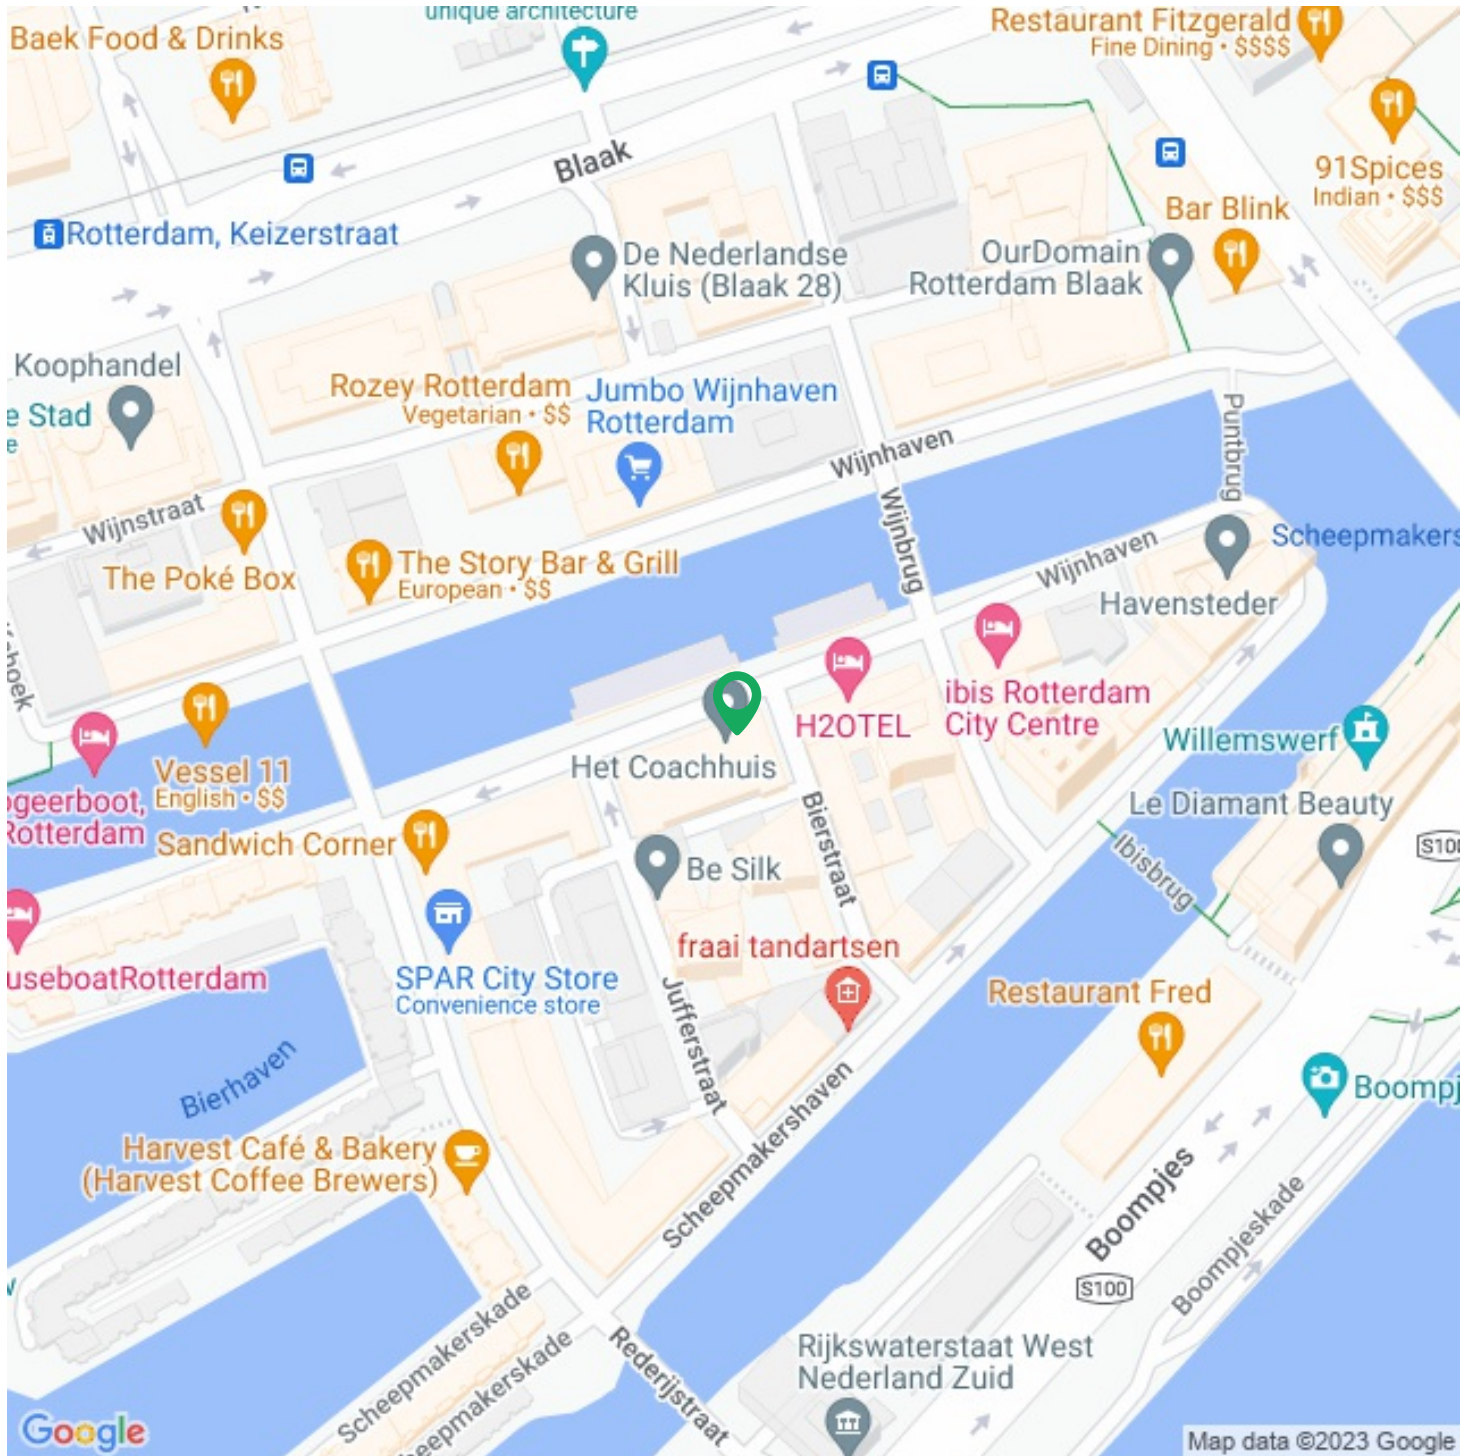 unique architecture
Baek Food & Drinks
Restaurant Fitzgerald
Fine Dining • $$$$
Blaak
91Spices
Indian • $$$
Bar Blink
Rotterdam, Keizerstraat
De Nederlandse
Kluis (Blaak 28)
OurDomain
Rotterdam Blaak
Koophandel
e Stad
e
Rozey Rotterdam
Vegetarian • $$
Jumbo Wijnhaven
Rotterdam
Puntbrug
Wijnhaven
Wijnstraat
Wijnbrug
The Poké Box
The Story Bar & Grill
European • $$
Wijnhaven
Scheepmakers
Havensteder
hoek
H2OTEL
ibis Rotterdam
City Centre
Willemswerf
Vessel 11
English • $$
ogeerboot,
Rotterdam
Het Coachhuis
Le Diamant Beauty
Sandwich Corner
Bierstraat
Ibisbrug
S100
Be Silk
fraai tandartsen
useboatRotterdam
SPAR City Store
Convenience store
Jufferstraat
Restaurant Fred
Bierhaven
Boompj
Harvest Café & Bakery
(Harvest Coffee Brewers)
Scheepmakershaven
Boompjes
Boompjeskade
S100
Scheepmakerskade
eepmakerskade
Rederijstraat
Rijkswaterstaat West
Nederland Zuid
Google
Map data ©2023 Google